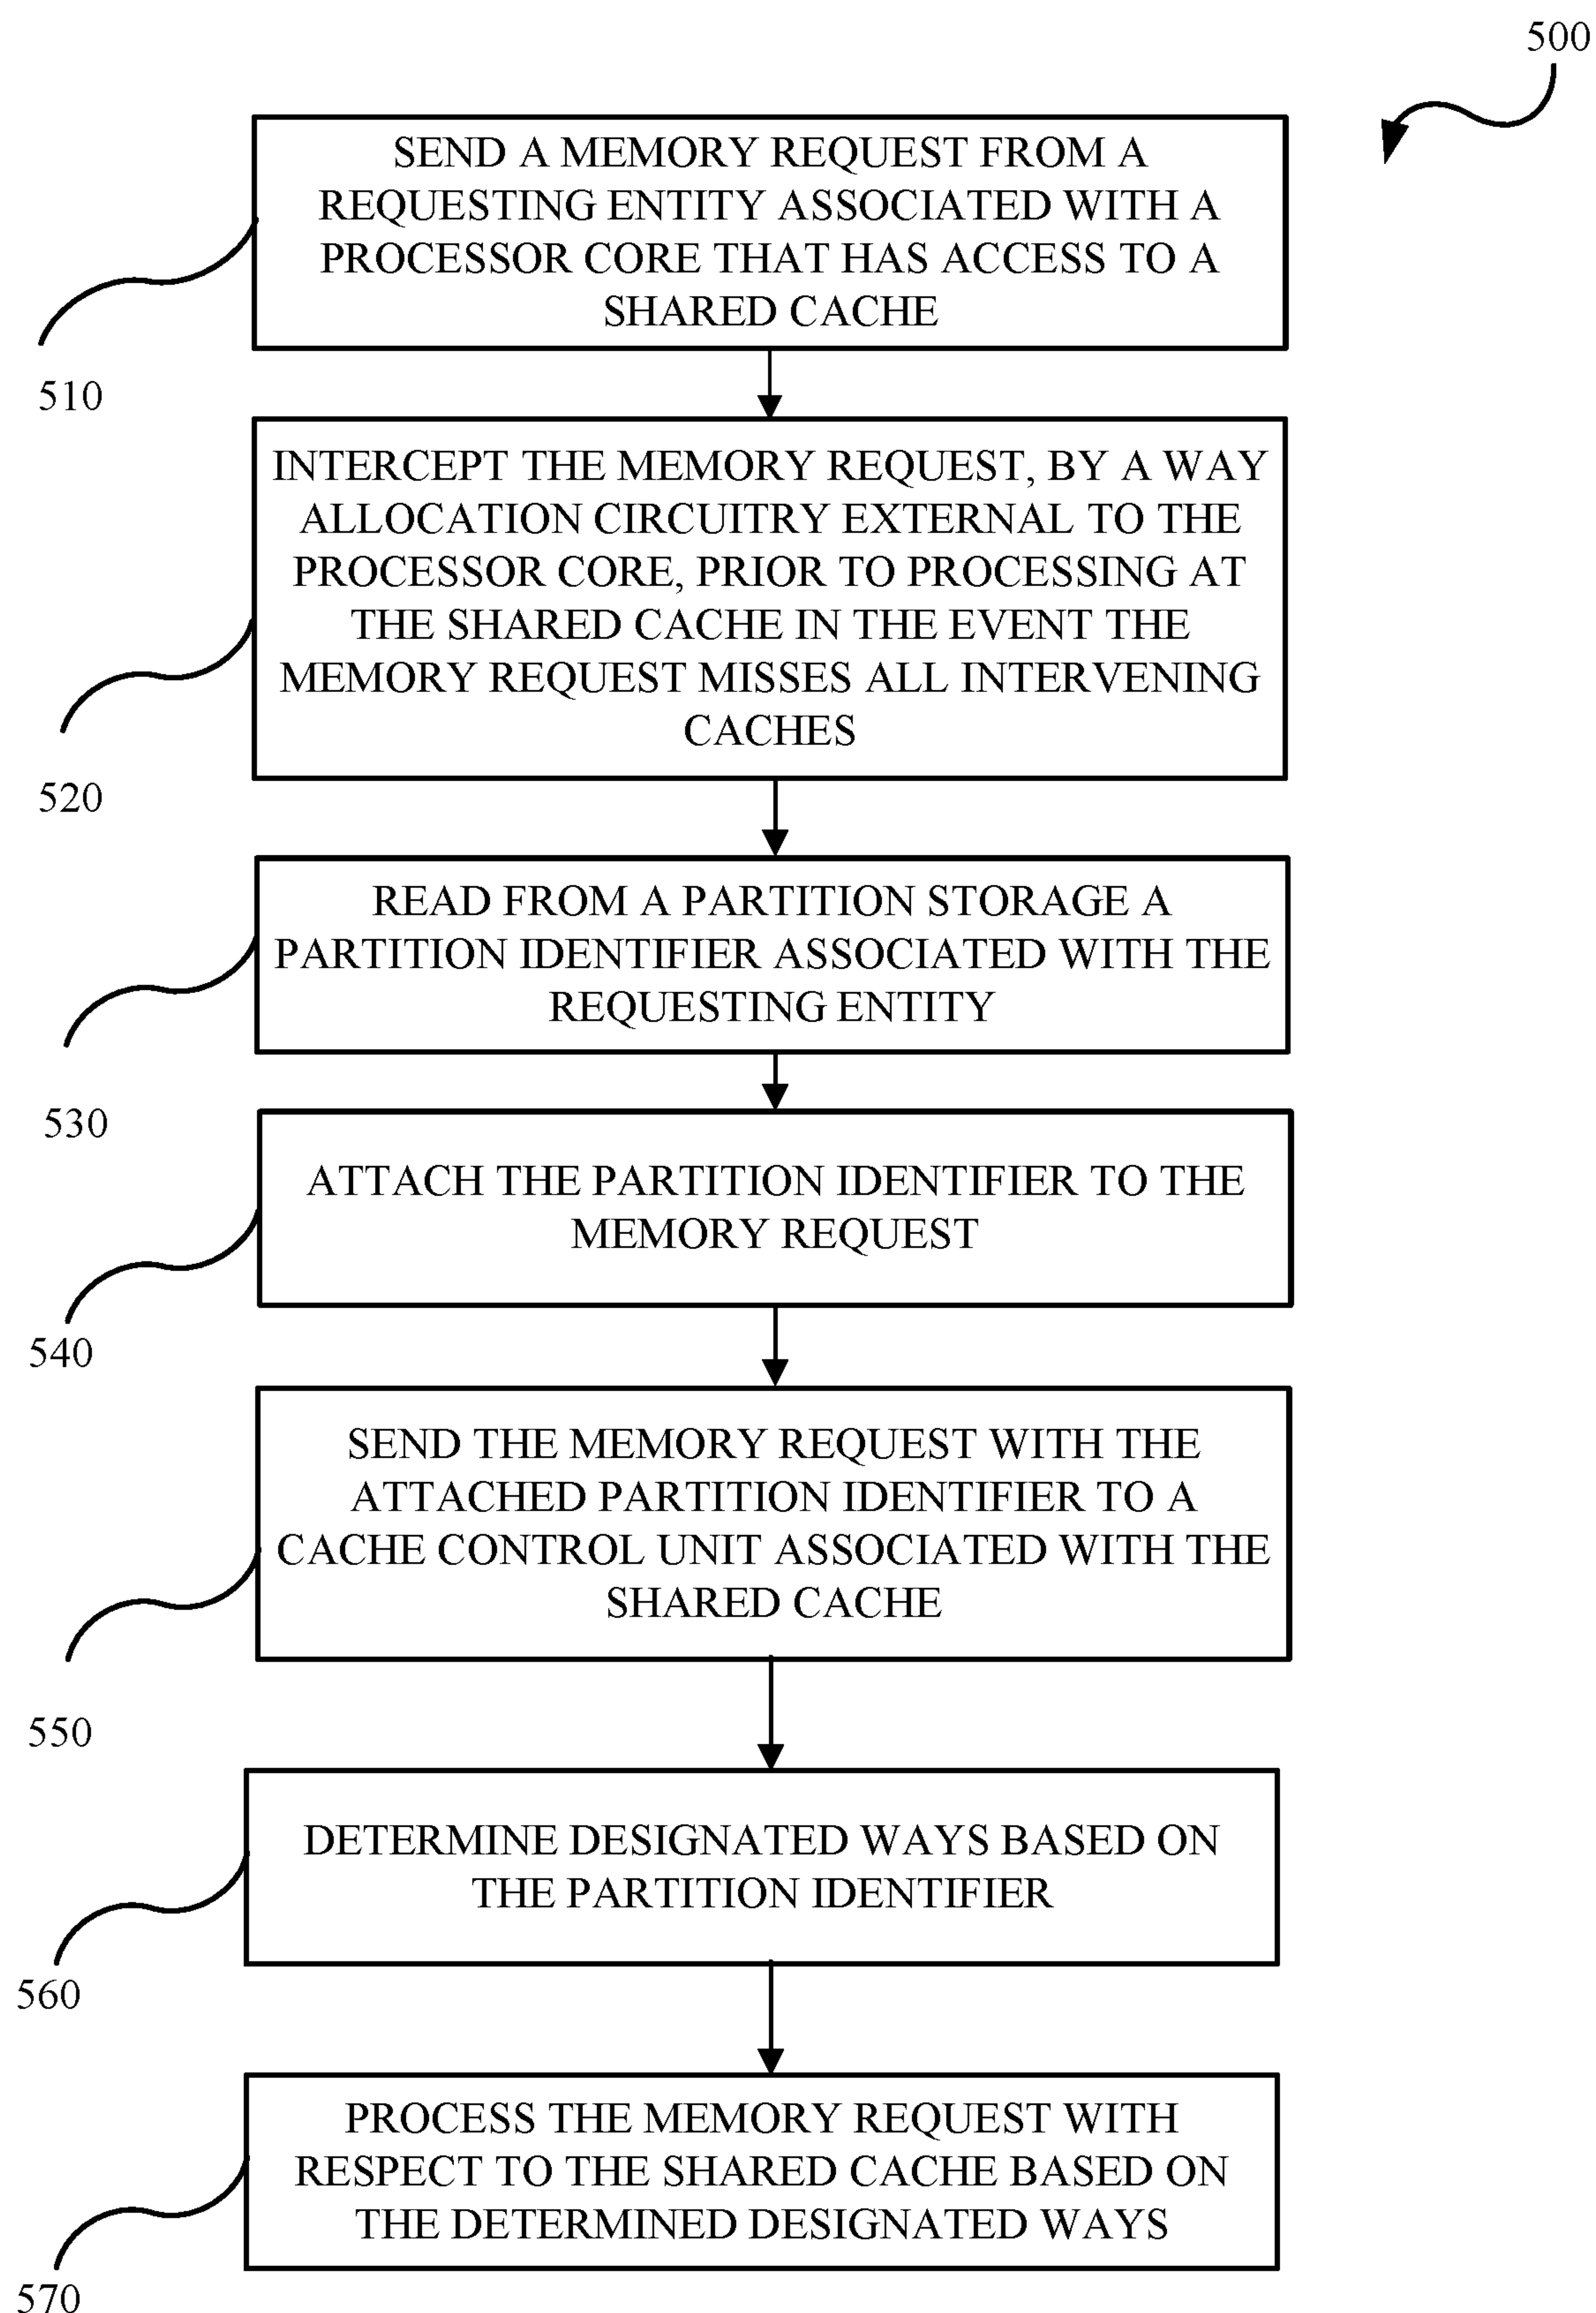 500
SEND A MEMORY REQUEST FROM A
REQUESTING ENTITY ASSOCIATED WITH A
PROCESSOR CORE THAT HAS ACCESS TO A
SHARED CACHE
510
INTERCEPT THE MEMORY REQUEST, BY A WAY
ALLOCATION CIRCUITRY EXTERNAL TO THE
PROCESSOR CORE, PRIOR TO PROCESSING AT
THE SHARED CACHE IN THE EVENT THE
MEMORY REQUEST MISSES ALL INTERVENING
CACHES
520
READ FROM A PARTITION STORAGE A
PARTITION IDENTIFIER ASSOCIATED WITH THE
REQUESTING ENTITY
530
ATTACH THE PARTITION IDENTIFIER TO THE
MEMORY REQUEST
540
SEND THE MEMORY REQUEST WITH THE
ATTACHED PARTITION IDENTIFIER TO A
CACHE CONTROL UNIT ASSOCIATED WITH THE
SHARED CACHE
550
DETERMINE DESIGNATED WAYS BASED ON
THE PARTITION IDENTIFIER
560
PROCESS THE MEMORY REQUEST WITH
RESPECT TO THE SHARED CACHE BASED ON
THE DETERMINED DESIGNATED WAYS
570